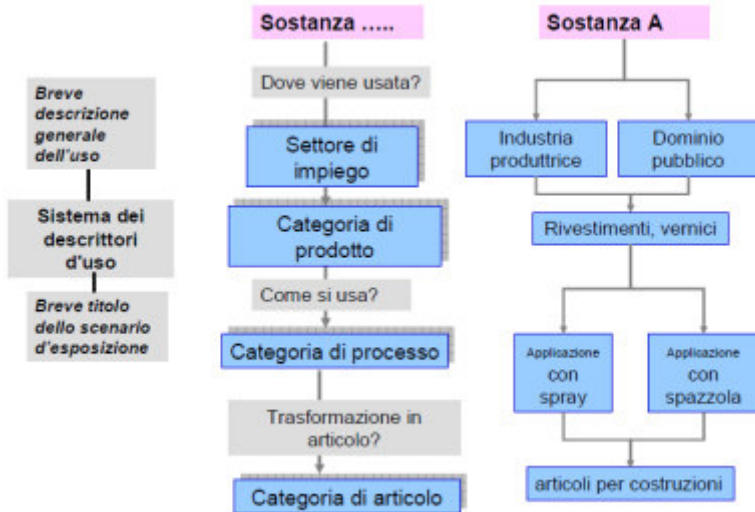 Breve
descrizione
generale
dell'uso
Sistema dei
descrittori
d'uso
Breve titolo
dello scenario
d'esposizione
Sostanza .....
Dove viene usata?
Settore di
impiego
Categoria di
prodotto
Come si usa?
Categoria di processo
Trasformazione in
articolo?
Categoria di articolo
Sostanza A
Industria
produttrice
Dominio
pubblico
Rivestimenti, vernici
Applicazione
con
spray
Applicazione
con
spazzola
articoli per costruzioni